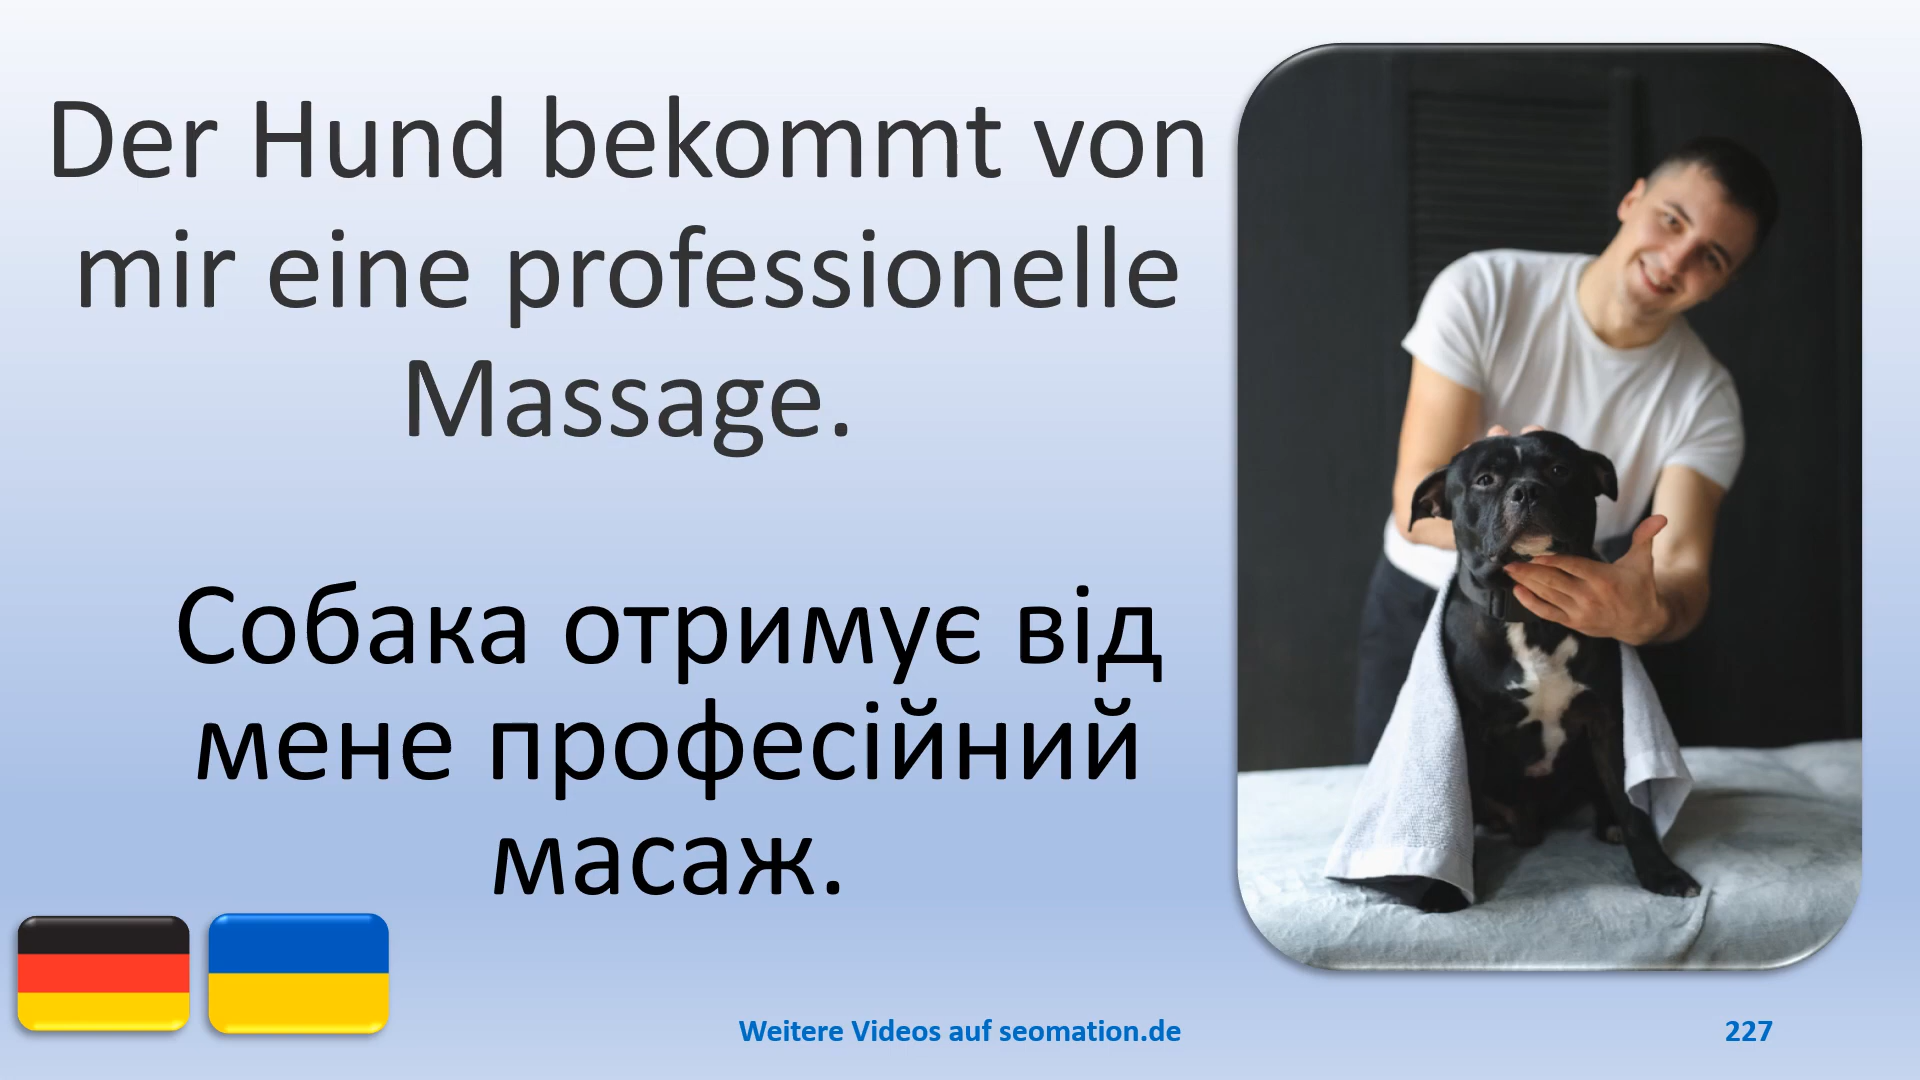 Der Hund bekommt von
mir eine professionelle
Massage.
Собака отримує від
мене професійний
масаж.
Weitere Videos auf seomation.de
227